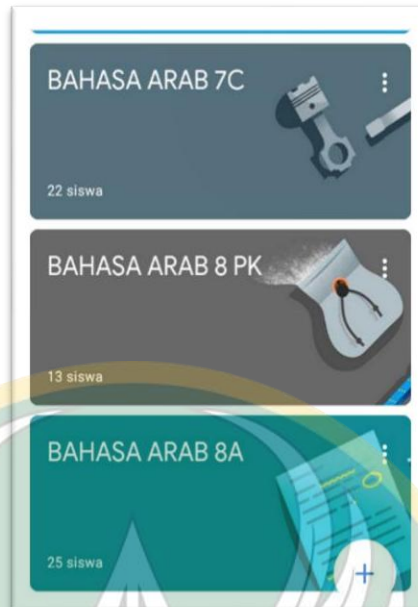 BAHASA ARAB 7C
22 siswa
BAHASA ARAB 8 PK
13 siswa
BAHASA ARAB 8A
25 siswa